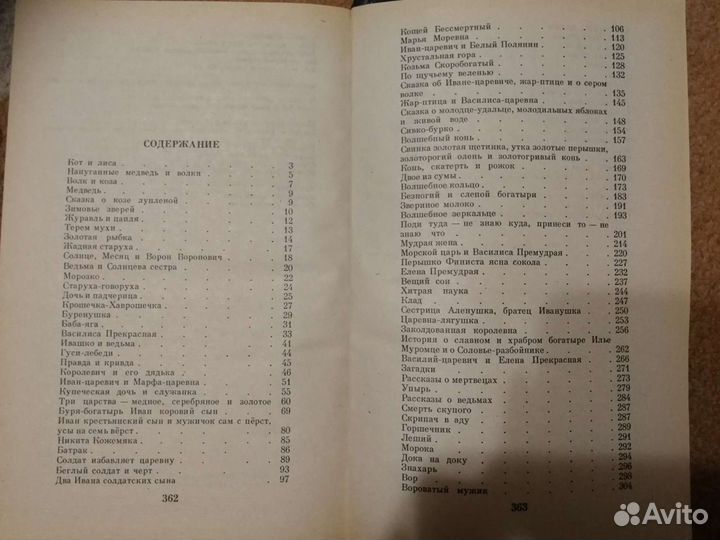 СОДЕРЖАНИЕ
Кот и лиса . . . . . . . . 3
Напуганные медведь и волки . . . . . 5
Волк и коза . . . . . . . . 7
Медведь . . . . . . . . 9
Сказка о козе лупленой . . . . . . 9
Зимовье зверей . . . . . . . 10
Журавль и цапля . . . . . . . 12
Терем мухи . . . . . . . . 13
Золотая рыбка . . . . . . . 14
Жадная старуха . . . . . . . 17
Солнце, Месяц и Ворон Воронович . . . . 18
Ведьма и Солнцева сестра . . . . . 20
Морозко . . . . . . . . 22
Старуха-говоруха . . . . . . . 24
Дочь и падчерица . . . . . . . 25
Крошечка-Хаврошечка . . . . . . 27
Буренушка . . . . . . . . 29
Баба-яга . . . . . . . . 31
Василиса Прекрасная . . . . . . 33
Ивашко и ведьма . . . . . . . 41
Гуси-лебеди . . . . . . . . 44
Правда и кривда . . . . . . . 45
Королевич и его дядька . . . . . . 46
Иван-царевич и Марфа-царевна . . . . . 51
Купеческая дочь и служанка . . . . . 55
Три царства — медное, серебряное и золотое 60
Буря-богатырь Иван коровий сын . . . . 69
Иван крестьянский сын и мужичок сам с пёрст,
усы на семь вёрст . . . . . . . 80
Никита Кожемяка . . . . . . . 85
Батрак . . . . . . . . 86
Солдат избавляет царевну . . . . . 89
Беглый солдат и черт . . . . . . 93
Два Ивана солдатских сына . . . . . 97
362
Кощей Бессмертный . . . . . . 106
Марья Моревна . . . . . . . 113
Иван-царевич и Белый Полянин . . . . . 120
Хрустальная гора . . . . . . . 125
Козьма Скоробогатый . . . . . . 128
По щучьему веленью . . . . . . 132
Сказка об Иване-царевиче, жар-птице и о сером
волке . . . . . . . . 135
Жар-птица и Василиса-царевна . . . . . 145
Сказка о молодце-удальце, молодильных яблоках
и живой воде . . . . . . . 148
Сивко-бурко . . . . . . . . 154
Волшебный конь . . . . . . . 157
Свинка золотая щетинка, утка золотые перышки,
золоторогий олень и золотогривый конь . . 163
Конь, скатерть и рожок . . . . . . 169
Двое из сумы . . . . . . . 170
Волшебное кольцо . . . . . . . 173
Безногий и слепой богатыри . . . . . 183
Звериное молоко . . . . . . . 191
Волшебное зеркальце . . . . . . 193
Поди туда — не знаю куда, принеси то — не
знаю что . . . . . . . . 201
Мудрая жена . . . . . . . 214
Морской царь и Василиса Премудрая . . . 220
Перышко Финиста ясна сокола . . . . . 227
Елена Премудрая . . . . . . . 232
Вещий сон . . . . . . . . 237
Хитрая наука . . . . . . . 244
Клад . . . . . . . . 247
Сестрица Аленушка, братец Иванушка . . . 250
Царевна-лягушка . . . . . . . 253
Заколдованная королевна . . . . . 256
История о славном и храбром богатыре Илье
Муромце и о Соловье-разбойнике . . . . 262
Василий-царевич и Елена Прекрасная . . . 266
Загадки . . . . . . . . 271
Рассказы о мертвецах . . . . . . 273
Упырь . . . . . . . . 279
Рассказы о ведьмах . . . . . . 284
Смерть скупого . . . . . . . 287
Скрипач в аду . . . . . . . 287
Горшечник . . . . . . . . 289
Леший . . . . . . . . 291
Морока . . . . . . . . 292
Дока на доку . . . . . . . 294
Знахарь . . . . . . . . 296
Вор . . . . . . . . 298
Вороватый мужик . . . . . . . 304
363
Avito